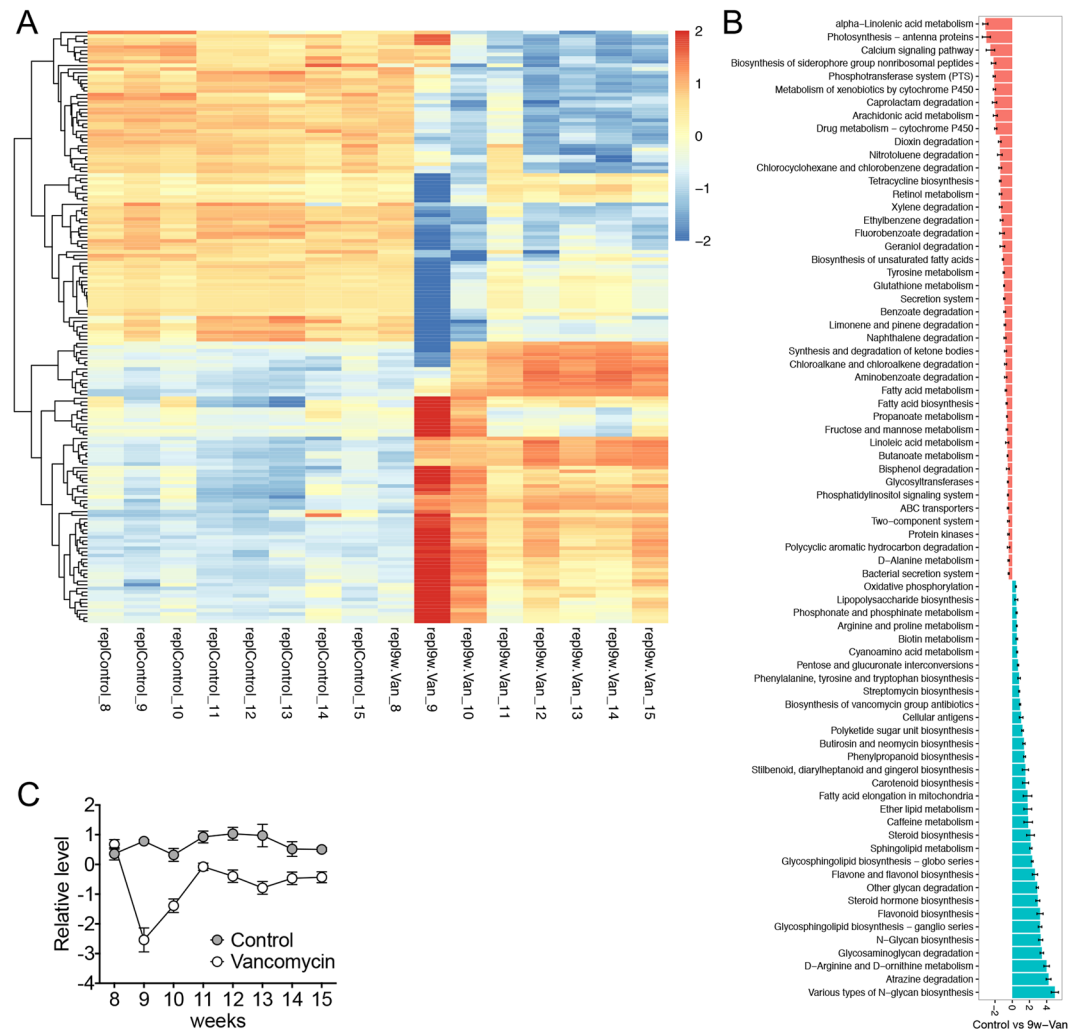 A
2
1
0
−1
−2
replControl_8
replControl_9
replControl_10
replControl_11
replControl_12
replControl_13
replControl_14
replControl_15
repl9w.Van_8
repl9w.Van_9
repl9w.Van_10
repl9w.Van_11
repl9w.Van_12
repl9w.Van_13
repl9w.Van_14
repl9w.Van_15
B
alpha−Linolenic acid metabolism
Photosynthesis − antenna proteins
Calcium signaling pathway
Biosynthesis of siderophore group nonribosomal peptides
Phosphotransferase system (PTS)
Metabolism of xenobiotics by cytochrome P450
Caprolactam degradation
Arachidonic acid metabolism
Drug metabolism − cytochrome P450
Dioxin degradation
Nitrotoluene degradation
Chlorocyclohexane and chlorobenzene degradation
Tetracycline biosynthesis
Retinol metabolism
Xylene degradation
Ethylbenzene degradation
Fluorobenzoate degradation
Geraniol degradation
Biosynthesis of unsaturated fatty acids
Tyrosine metabolism
Glutathione metabolism
Secretion system
Benzoate degradation
Limonene and pinene degradation
Naphthalene degradation
Synthesis and degradation of ketone bodies
Chloroalkane and chloroalkene degradation
Aminobenzoate degradation
Fatty acid metabolism
Fatty acid biosynthesis
Propanoate metabolism
Fructose and mannose metabolism
Linoleic acid metabolism
Butanoate metabolism
Bisphenol degradation
Glycosyltransferases
Phosphatidylinositol signaling system
ABC transporters
Two−component system
Protein kinases
Polycyclic aromatic hydrocarbon degradation
D−Alanine metabolism
Bacterial secretion system
Oxidative phosphorylation
Lipopolysaccharide biosynthesis
Phosphonate and phosphinate metabolism
Arginine and proline metabolism
Biotin metabolism
Cyanoamino acid metabolism
Pentose and glucuronate interconversions
Phenylalanine, tyrosine and tryptophan biosynthesis
Streptomycin biosynthesis
Biosynthesis of vancomycin group antibiotics
Cellular antigens
Polyketide sugar unit biosynthesis
Butirosin and neomycin biosynthesis
Phenylpropanoid biosynthesis
Stilbenoid, diarylheptanoid and gingerol biosynthesis
Carotenoid biosynthesis
Fatty acid elongation in mitochondria
Ether lipid metabolism
Caffeine metabolism
Steroid biosynthesis
Sphingolipid metabolism
Glycosphingolipid biosynthesis − globo series
Flavone and flavonol biosynthesis
Other glycan degradation
Steroid hormone biosynthesis
Flavonoid biosynthesis
Glycosphingolipid biosynthesis − ganglio series
N−Glycan biosynthesis
Glycosaminoglycan degradation
D−Arginine and D−ornithine metabolism
Atrazine degradation
Various types of N−glycan biosynthesis
−2 0 2 4
Control vs 9w−Van
C
Relative level
2
1
0
-1
-2
-3
-4
Control
Vancomycin
8 9 10 11 12 13 14 15
weeks